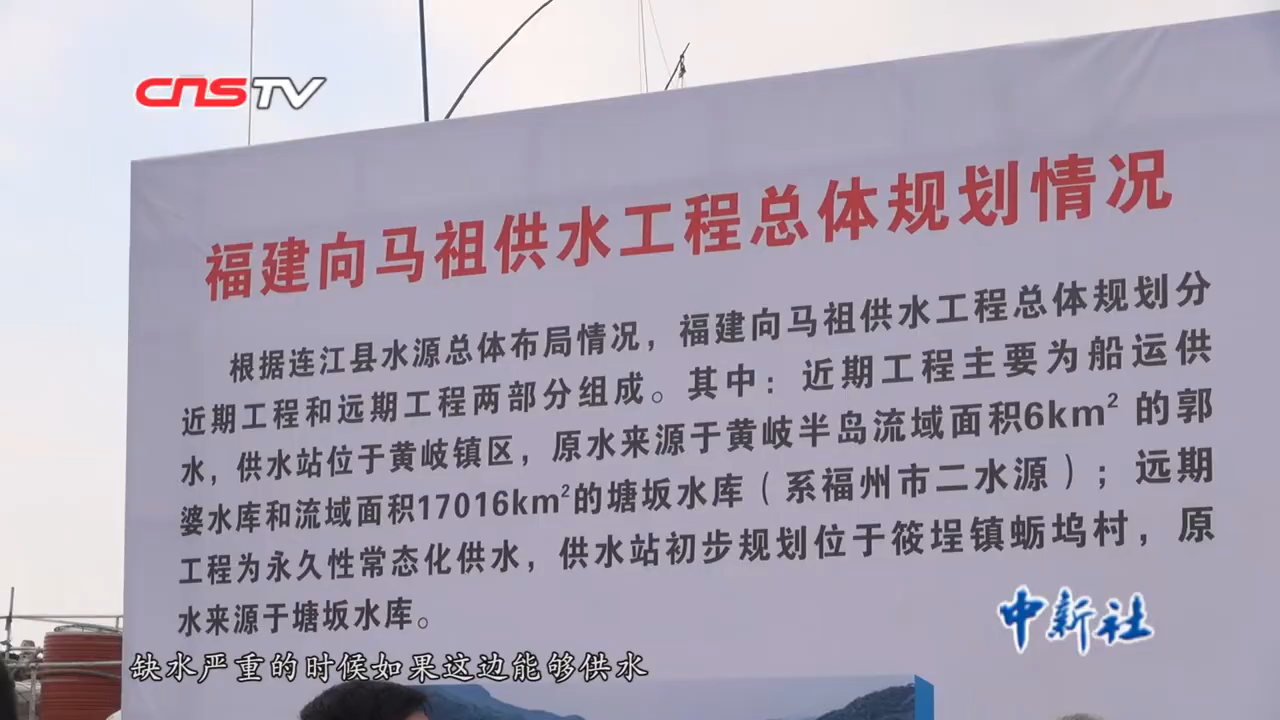 CNSTV
福建向马祖供水工程总体规划情况
根据连江县水源总体布局情况，福建向马祖供水工程总体规划分
近期工程和远期工程两部分组成。其中：近期工程主要为船运供
水，供水站位于黄岐镇区，原水来源于黄岐半岛流域面积6km²的郭
婆水库和流域面积17016km²的塘坂水库（系福州市二水源）；远期
工程为永久性常态化供水，供水站初步规划位于筱埕镇蛎坞村，原
水来源于塘坂水库。
中新社
缺水严重的时候如果这边能够供水